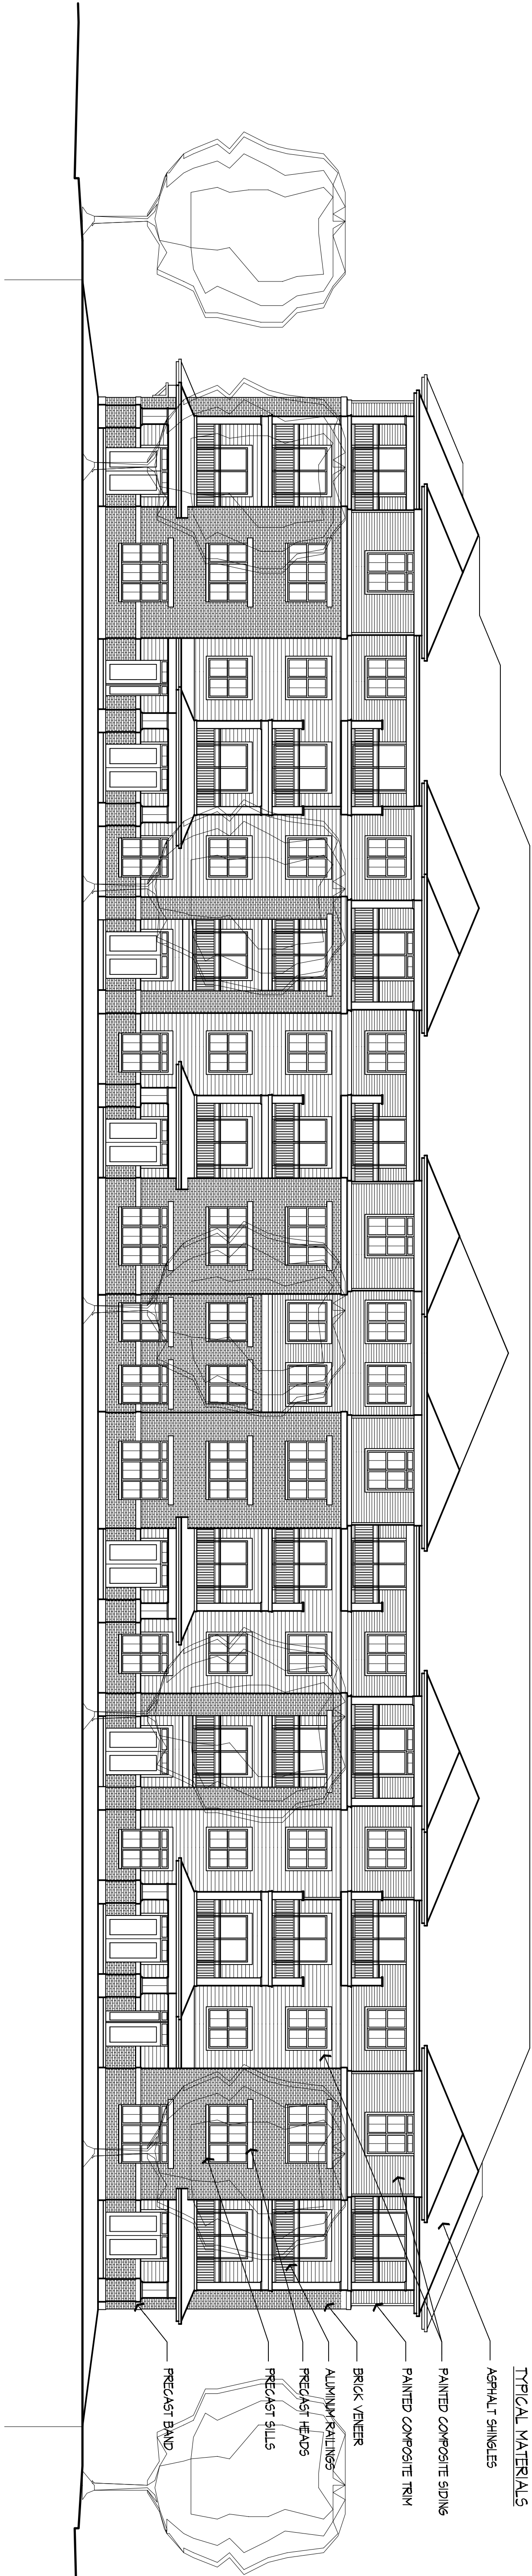 TYPICAL MATERIALS
ASPHALT SHINGLES
PAINTED COMPOSITE SIDING
PAINTED COMPOSITE TRIM
BRICK VENEER
ALUMINUM RAILINGS
PRECAST HEADS
PRECAST SILLS
PRECAST BAND